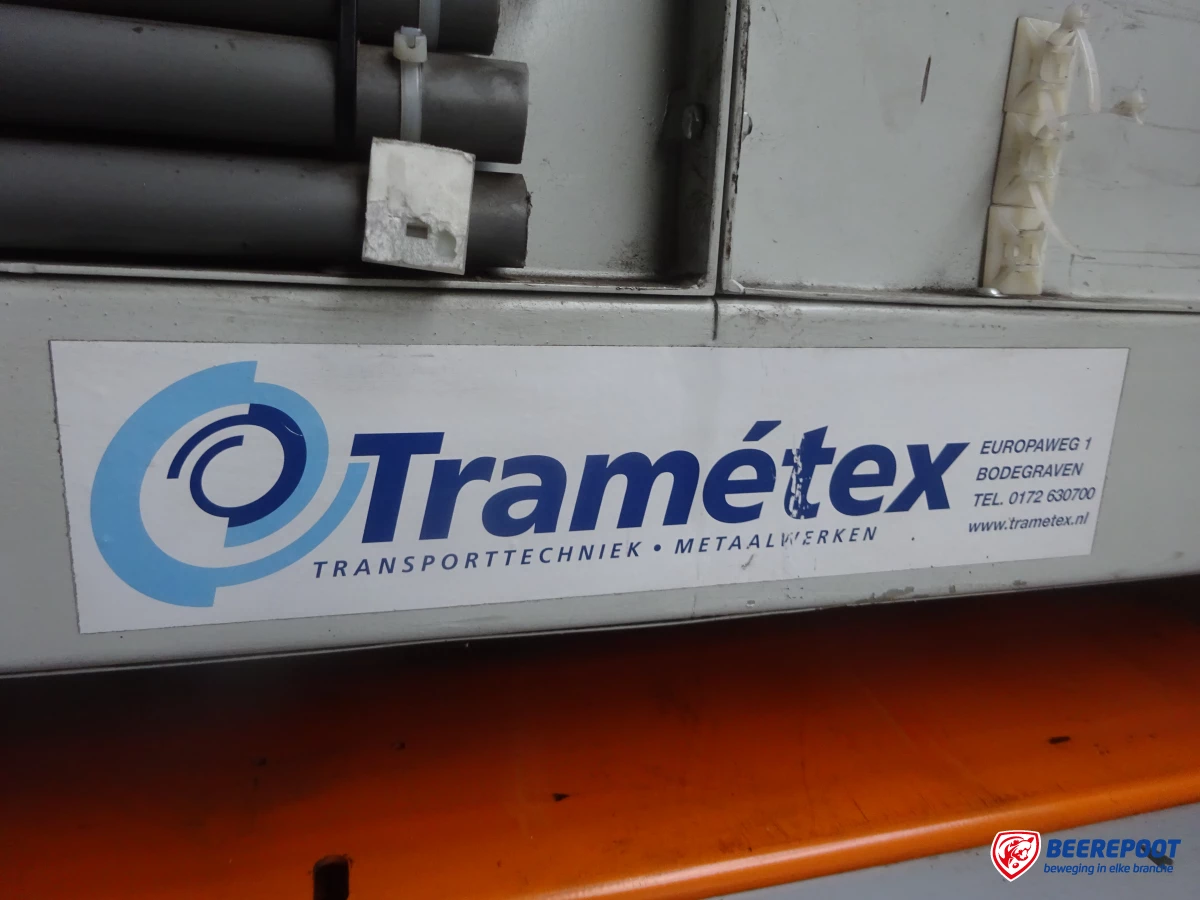 Tramétex
TRANSPORTTECHNIEK • METAALWERKEN
EUROPAWEG 1
BODEGRAVEN
TEL. 0172 630700
www.trametex.nl
BEEREPOOT
beweging in elke branche